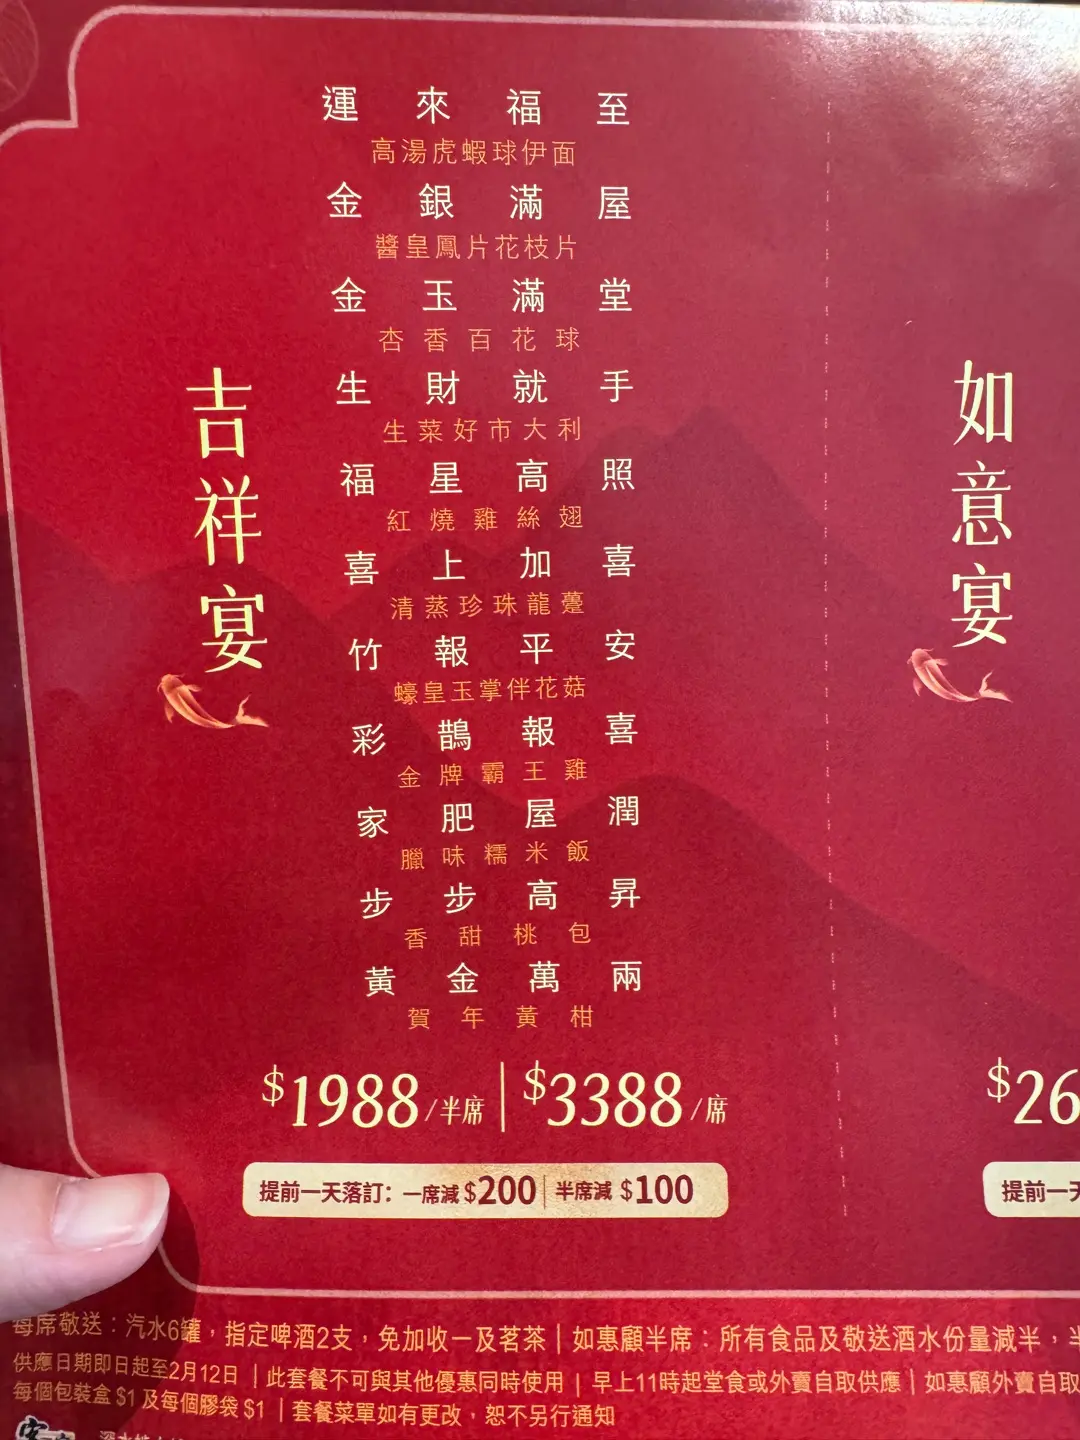 吉祥宴
運來福至
高湯虎蝦球伊面
金銀滿屋
醬皇鳳片花枝片
金玉滿堂
杏香百花球
生財就手
生菜好市大利
福星高照
紅燒雞絲翅
喜上加喜
清蒸珍珠龍躉
竹報平安
蠔皇玉掌伴花菇
彩鵲報喜
金牌霸王雞
家肥屋潤
臘味糯米飯
步步高昇
香甜桃包
黃金萬兩
賀年黃柑
$1988/半席 | $3388/席
提前一天落訂：一席減$200 | 半席減 $100
如意宴
$26
提前一天
每席敬送：汽水6罐，指定啤酒2支，免加收一及茗茶 | 如惠顧半席：所有食品及敬送酒水份量減半，半
供應日期即日起至2月12日 | 此套餐不可與其他優惠同時使用 | 早上11時起堂食或外賣自取供應 | 如惠顧外賣自取
每個包裝盒 $1 及每個膠袋 $1 | 套餐菜單如有更改，恕不另行通知